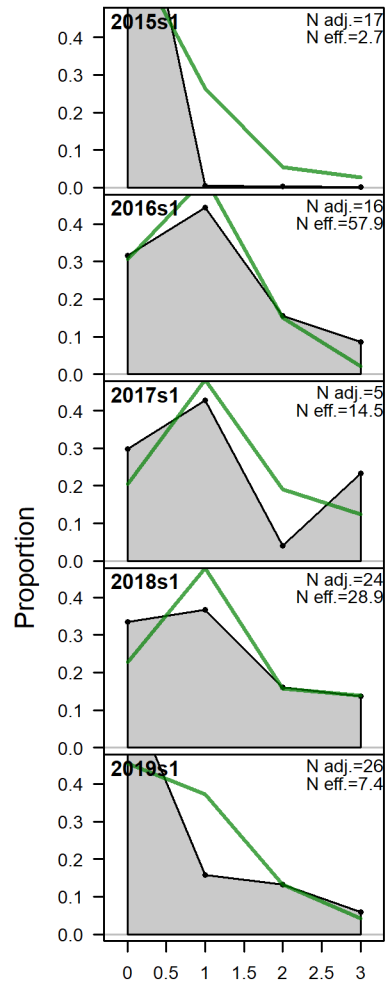 2015s1
N adj.=17
N eff.=2.7
0.4
0.3
0.2
0.1
0.0
2016s1
N adj.=16
N eff.=57.9
0.4
0.3
0.2
0.1
0.0
2017s1
N adj.=5
N eff.=14.5
0.4
0.3
0.2
0.1
0.0
Proportion
2018s1
N adj.=24
N eff.=28.9
0.4
0.3
0.2
0.1
0.0
2019s1
N adj.=26
N eff.=7.4
0.4
0.3
0.2
0.1
0.0
0 0.5 1 1.5 2 2.5 3